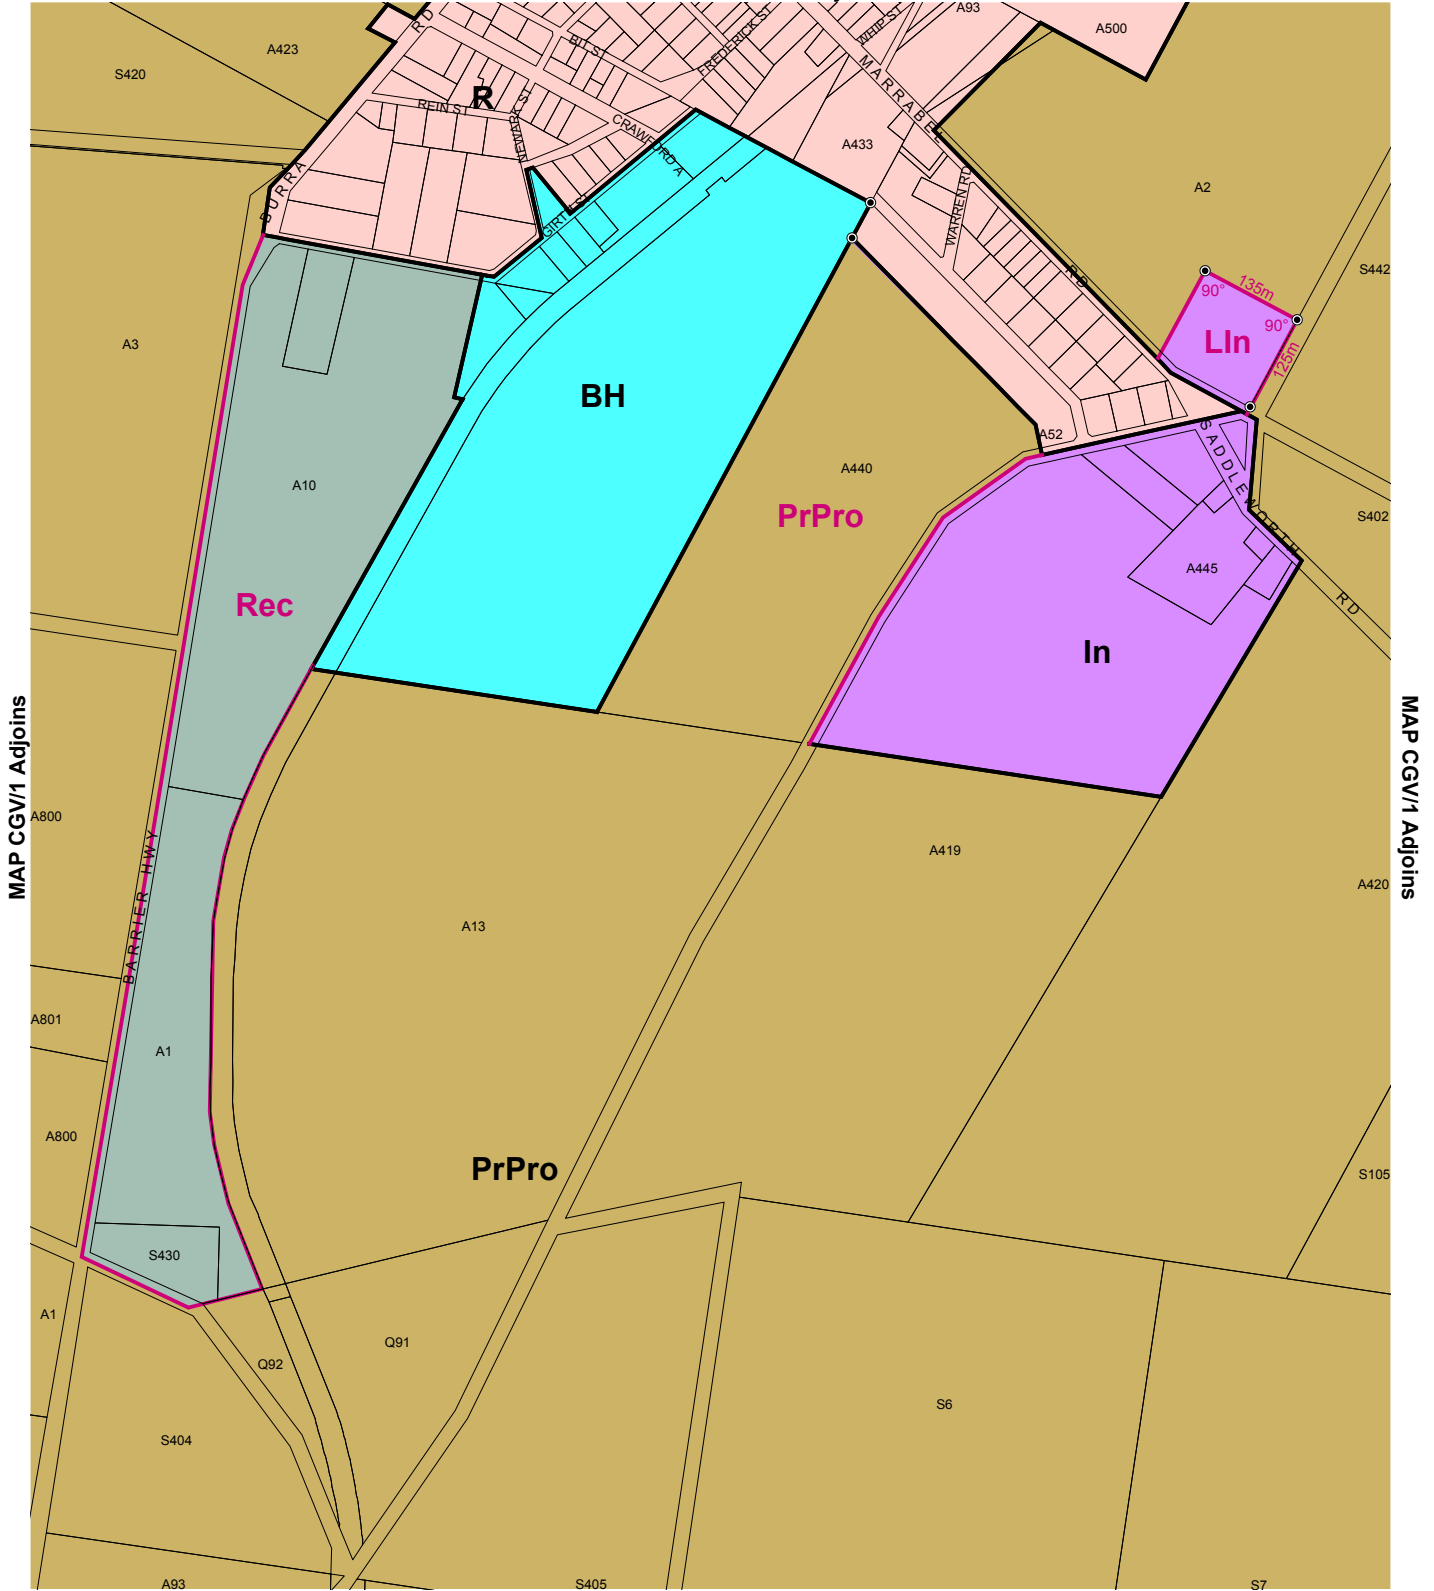 A93
A500
RD
BIT ST
FREDERICK ST
WHIP ST
A423
S420
MARRABEL
R
REIN ST
NEWARK ST
CRAWFORD A
A433
A2
BURRA
WARREN RD
GIRTH ST
RD
S442
135m
90°
90°
LIn
125m
A3
BH
A52
SADDLEWORTH
RD
A440
PrPro
A10
S402
A445
Rec
In
MAP CGV/1 Adjoins
MAP CGV/1 Adjoins
A800
BARRIER HWY
A419
A420
A13
A801
A1
A800
PrPro
S105
S430
A1
Q91
Q92
S6
S404
A93
S405
S7